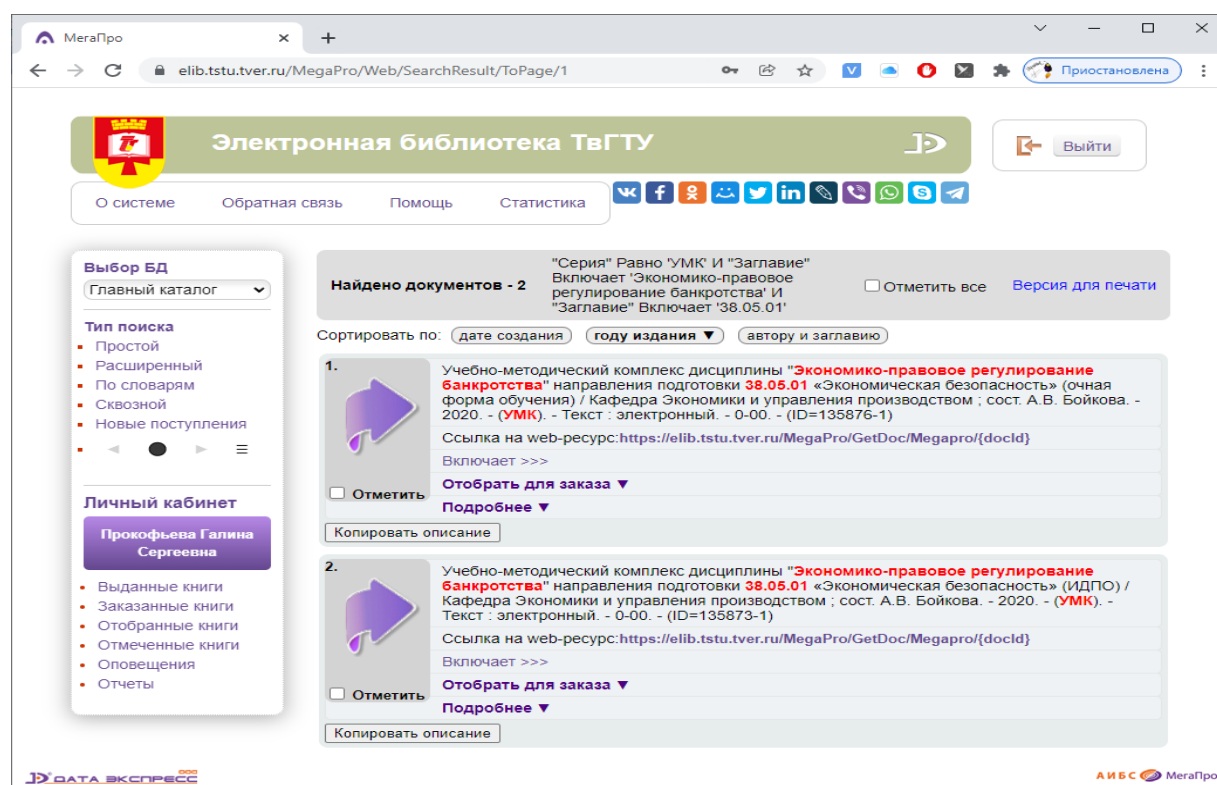 МегаПро
elib.tstu.tver.ru/MegaPro/Web/SearchResult/ToPage/1
Приостановлена
Электронная библиотека ТвГТУ
Выйти
О системе Обратная связь Помощь Статистика
Выбор БД
Главный каталог
Тип поиска
Простой
Расширенный
По словарям
Сквозной
Новые поступления
Личный кабинет
Прокофьева Галина
Сергеевна
Выданные книги
Заказанные книги
Отобранные книги
Отмеченные книги
Оповещения
Отчеты
Найдено документов - 2
"Серия" Равно 'УМК' И "Заглавие"
Включает 'Экономико-правовое
регулирование банкротства' И
"Заглавие" Включает '38.05.01'
Отметить все
Версия для печати
Сортировать по: дате создания году издания ▼ автору и заглавию
1.
Учебно-методический комплекс дисциплины "Экономико-правовое регулирование
банкротства" направления подготовки 38.05.01 «Экономическая безопасность» (очная
форма обучения) / Кафедра Экономики и управления производством ; сост. А.В. Бойкова. -
2020. - (УМК). - Текст : электронный. - 0-00. - (ID=135876-1)
Ссылка на web-ресурс:https://elib.tstu.tver.ru/MegaPro/GetDoc/Megapro/{docId}
Включает >>>
Отобрать для заказа ▼
Отметить
Подробнее ▼
Копировать описание
2.
Учебно-методический комплекс дисциплины "Экономико-правовое регулирование
банкротства" направления подготовки 38.05.01 «Экономическая безопасность» (ИДПО) /
Кафедра Экономики и управления производством ; сост. А.В. Бойкова. - 2020. - (УМК). -
Текст : электронный. - 0-00. - (ID=135873-1)
Ссылка на web-ресурс:https://elib.tstu.tver.ru/MegaPro/GetDoc/Megapro/{docId}
Включает >>>
Отобрать для заказа ▼
Отметить
Подробнее ▼
Копировать описание
ДАТА ЭКСПРЕСС
АИБС МегаПро